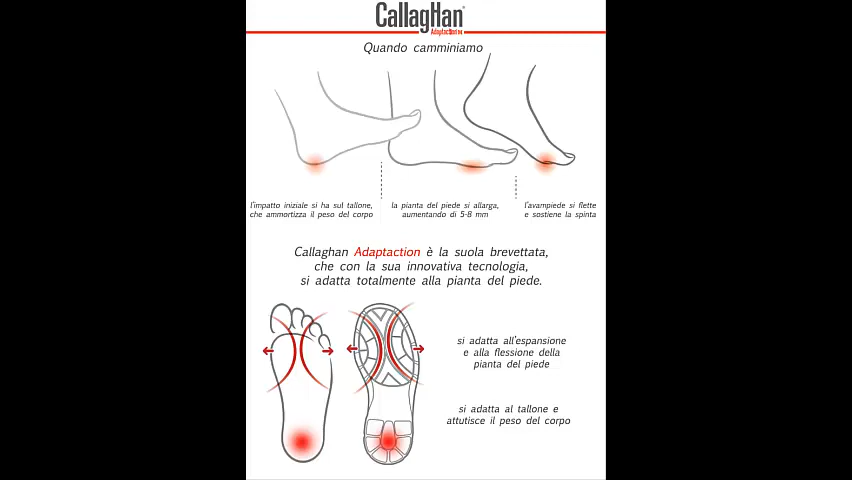 CallagHan
Adaptaction
Quando camminiamo
l'impatto iniziale si ha sul tallone,
che ammortizza il peso del corpo
la pianta del piede si allarga,
aumentando di 5-8 mm
l'avampiede si flette
e sostiene la spinta
Callaghan Adaptaction è la suola brevettata,
che con la sua innovativa tecnologia,
si adatta totalmente alla pianta del piede.
si adatta all'espansione
e alla flessione della
pianta del piede
si adatta al tallone e
attutisce il peso del corpo